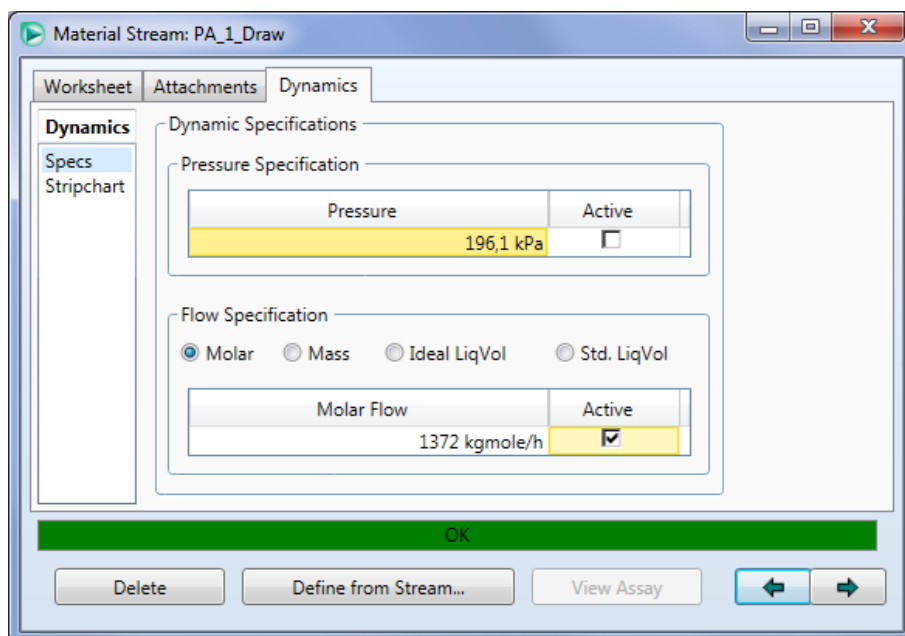 Material Stream: PA_1_Draw
Worksheet Attachments Dynamics
Dynamics
Specs
Stripchart
Dynamic Specifications
Pressure Specification
Pressure Active
196,1 kPa
Flow Specification
Molar Mass Ideal LiqVol Std. LiqVol
Molar Flow Active
1372 kgmole/h
OK
Delete Define from Stream... View Assay